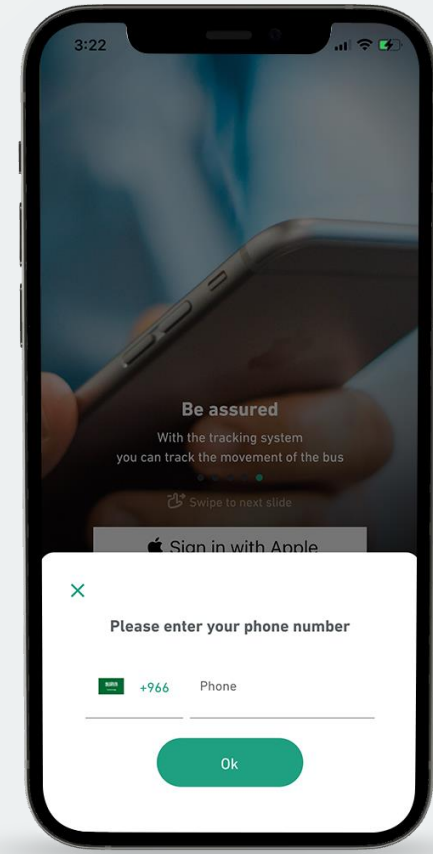 3:22
Be assured
With the tracking system
you can track the movement of the bus
Swipe to next slide
Sign in with Apple
Please enter your phone number
+966
Phone
Ok